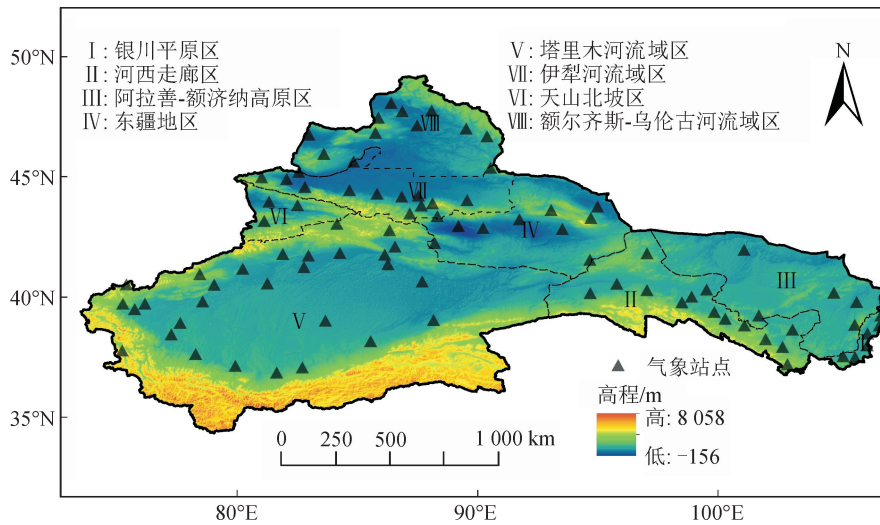 50°N
45°N
40°N
35°N
80°E
90°E
100°E
Ⅰ: 银川平原区
Ⅱ: 河西走廊区
Ⅲ: 阿拉善-额济纳高原区
Ⅳ: 东疆地区
Ⅴ: 塔里木河流域区
Ⅶ: 伊犁河流域区
Ⅵ: 天山北坡区
Ⅷ: 额尔齐斯-乌伦古河流域区
N
Ⅷ
Ⅶ
Ⅵ
Ⅳ
Ⅲ
Ⅱ
Ⅴ
Ⅰ
气象站点
高程/m
高: 8 058
低: -156
0 250 500 1 000 km